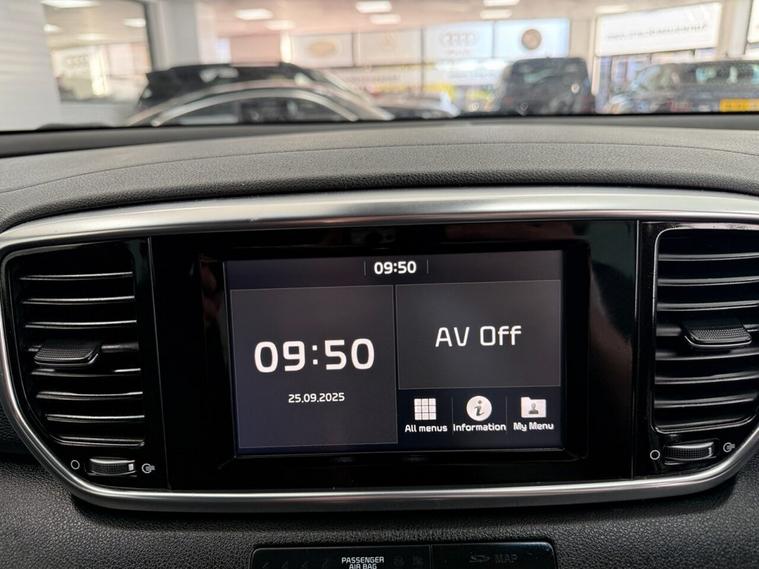 09:50
09:50
25.09.2025
AV Off
All menus
Information
My Menu
PASSENGER
AIR BAG
MAP